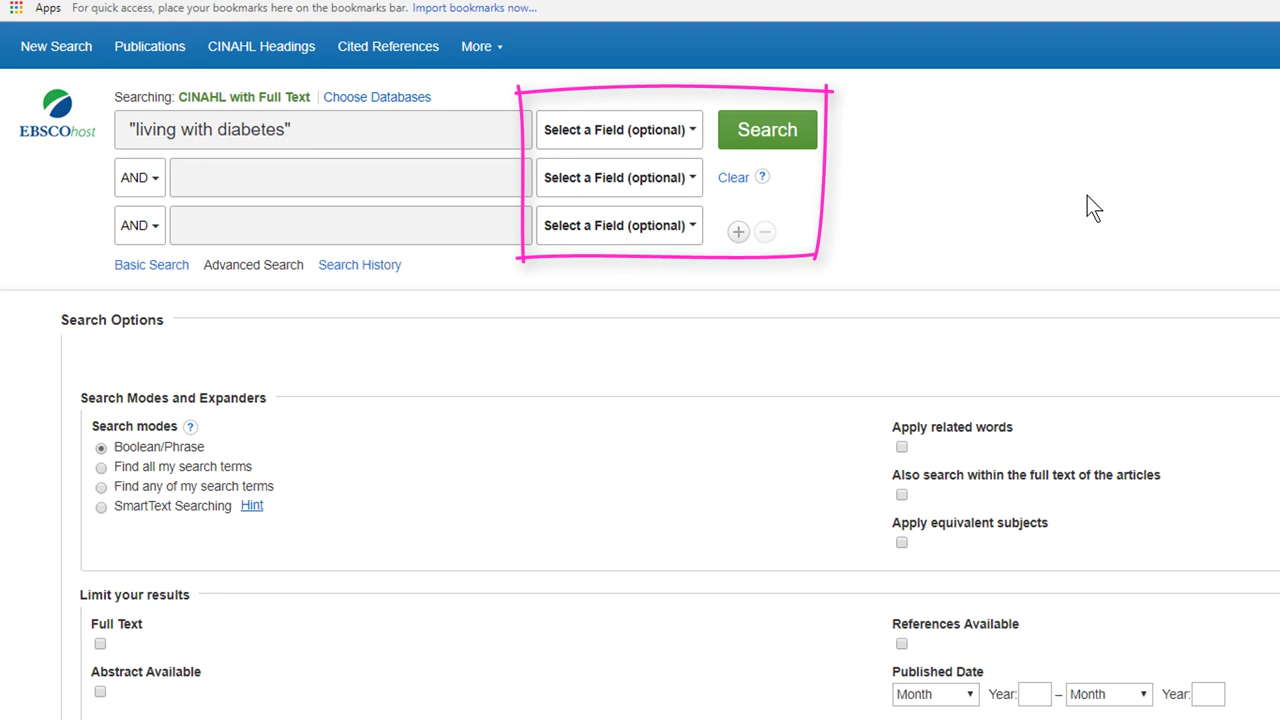 Apps For quick access, place your bookmarks here on the bookmarks bar. Import bookmarks now...
New Search Publications CINAHL Headings Cited References More
Searching: CINAHL with Full Text Choose Databases
EBSCOhost
"living with diabetes" Select a Field (optional) Search
AND Select a Field (optional) Clear ?
AND Select a Field (optional) + −
Basic Search Advanced Search Search History
Search Options
Search Modes and Expanders
Search modes ?
Boolean/Phrase
Find all my search terms
Find any of my search terms
SmartText Searching Hint
Apply related words
Also search within the full text of the articles
Apply equivalent subjects
Limit your results
Full Text
Abstract Available
References Available
Published Date
Month Year: – Month Year: